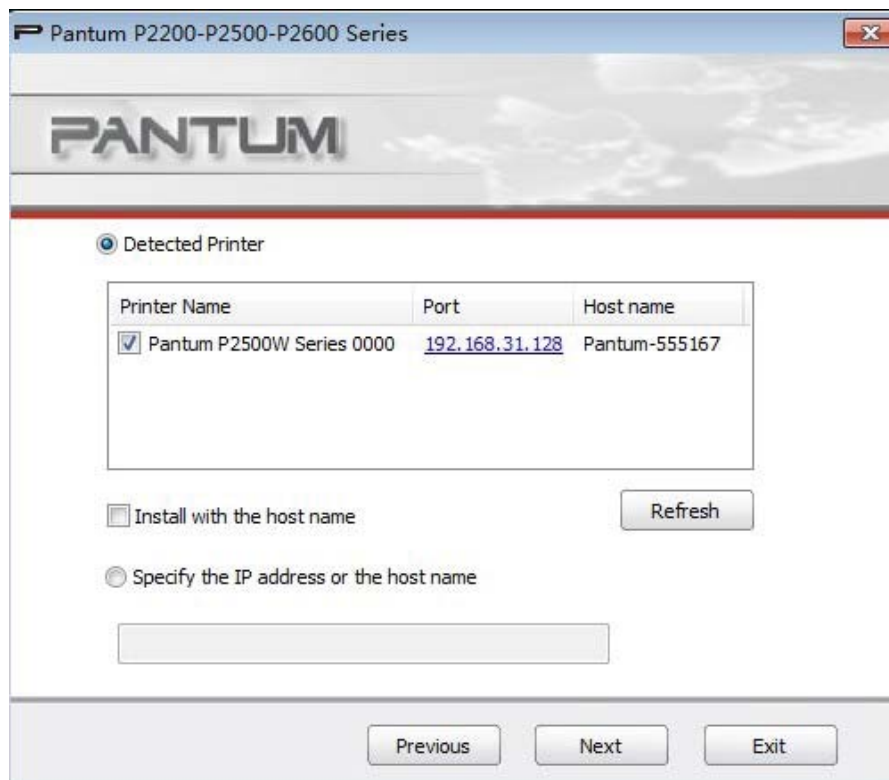 Pantum P2200-P2500-P2600 Series
PANTUM
Detected Printer
Printer Name Port Host name
Pantum P2500W Series 0000 192.168.31.128 Pantum-555167
Install with the host name Refresh
Specify the IP address or the host name
Previous Next Exit